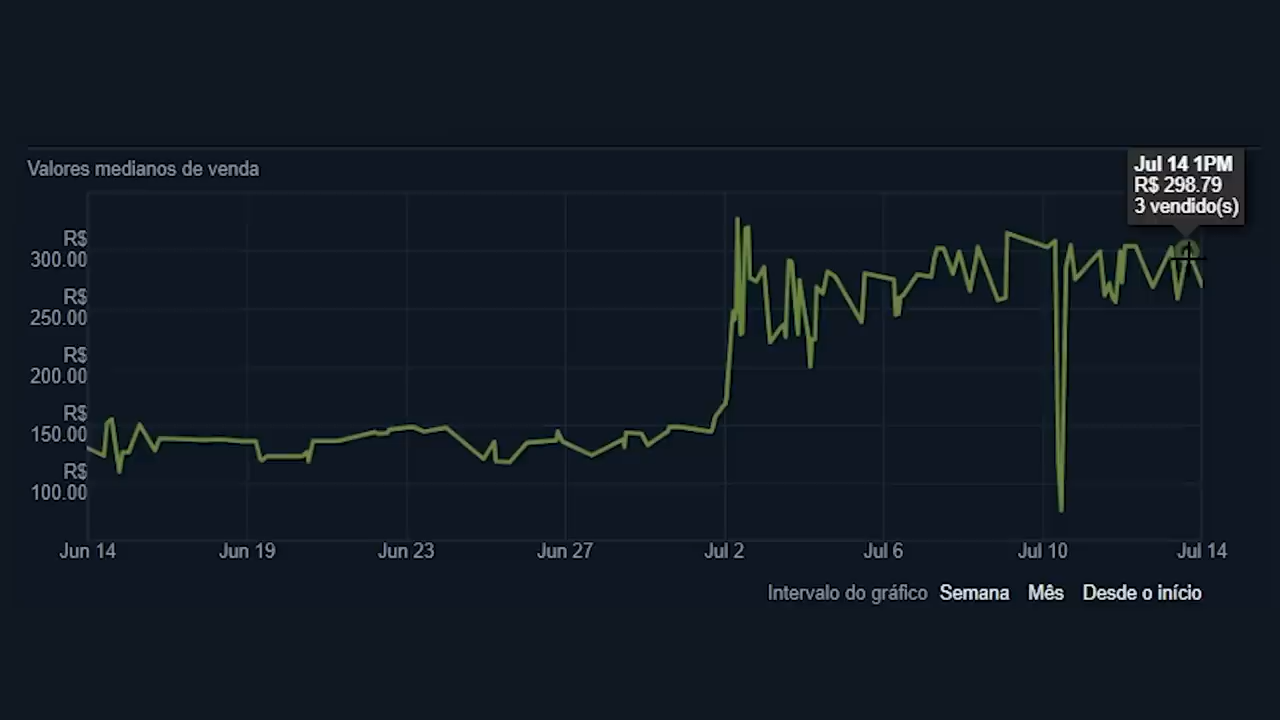 Valores medianos de venda
Jul 14 1PM
R$ 298.79
3 vendido(s)
R$
300.00
R$
250.00
R$
200.00
R$
150.00
R$
100.00
Jun 14 Jun 19 Jun 23 Jun 27 Jul 2 Jul 6 Jul 10 Jul 14
Intervalo do gráfico Semana Mês Desde o início